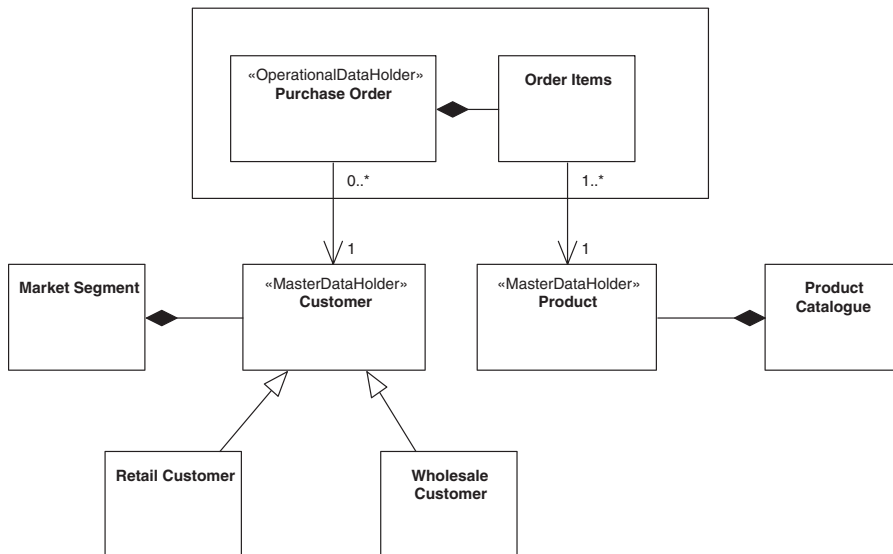 «OperationalDataHolder»
Purchase Order
Order Items
0..*
1..*
1
1
Market Segment
«MasterDataHolder»
Customer
«MasterDataHolder»
Product
Product
Catalogue
Retail Customer
Wholesale
Customer